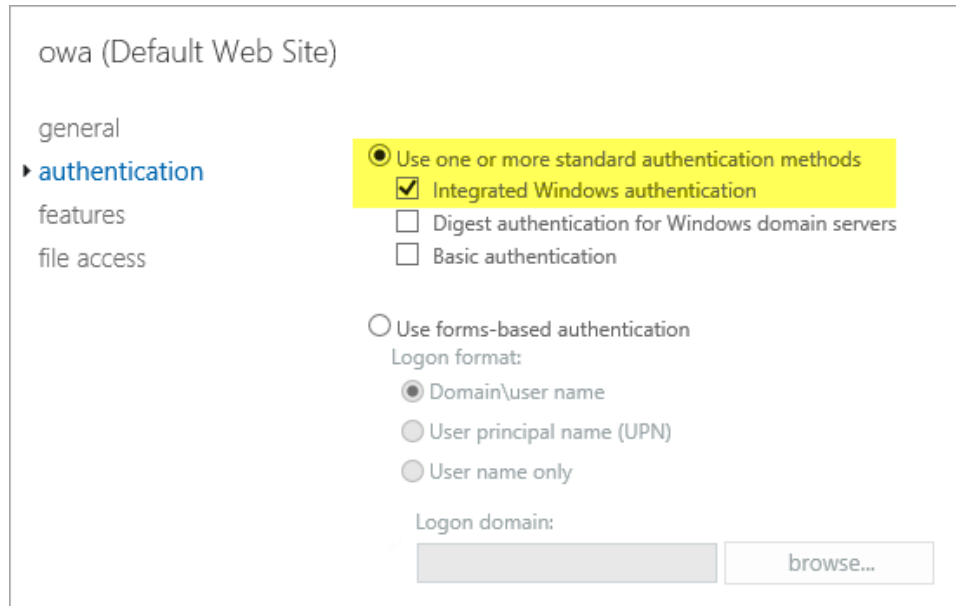 owa (Default Web Site)
general
authentication
features
file access
Use one or more standard authentication methods
Integrated Windows authentication
Digest authentication for Windows domain servers
Basic authentication
Use forms-based authentication
Logon format:
Domain\user name
User principal name (UPN)
User name only
Logon domain:
browse...